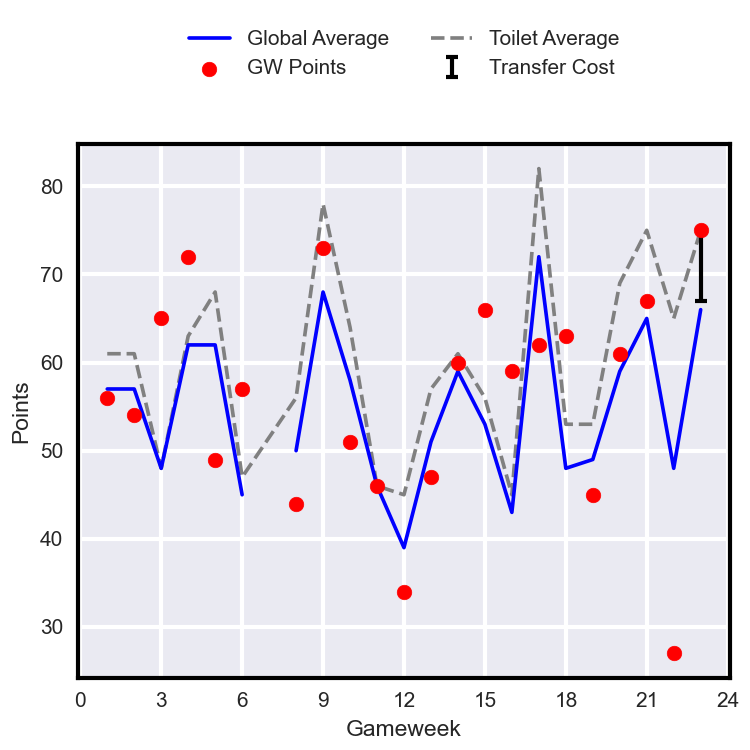 Global Average
Toilet Average
GW Points
Transfer Cost
Points
80
70
60
50
40
30
0 3 6 9 12 15 18 21 24
Gameweek